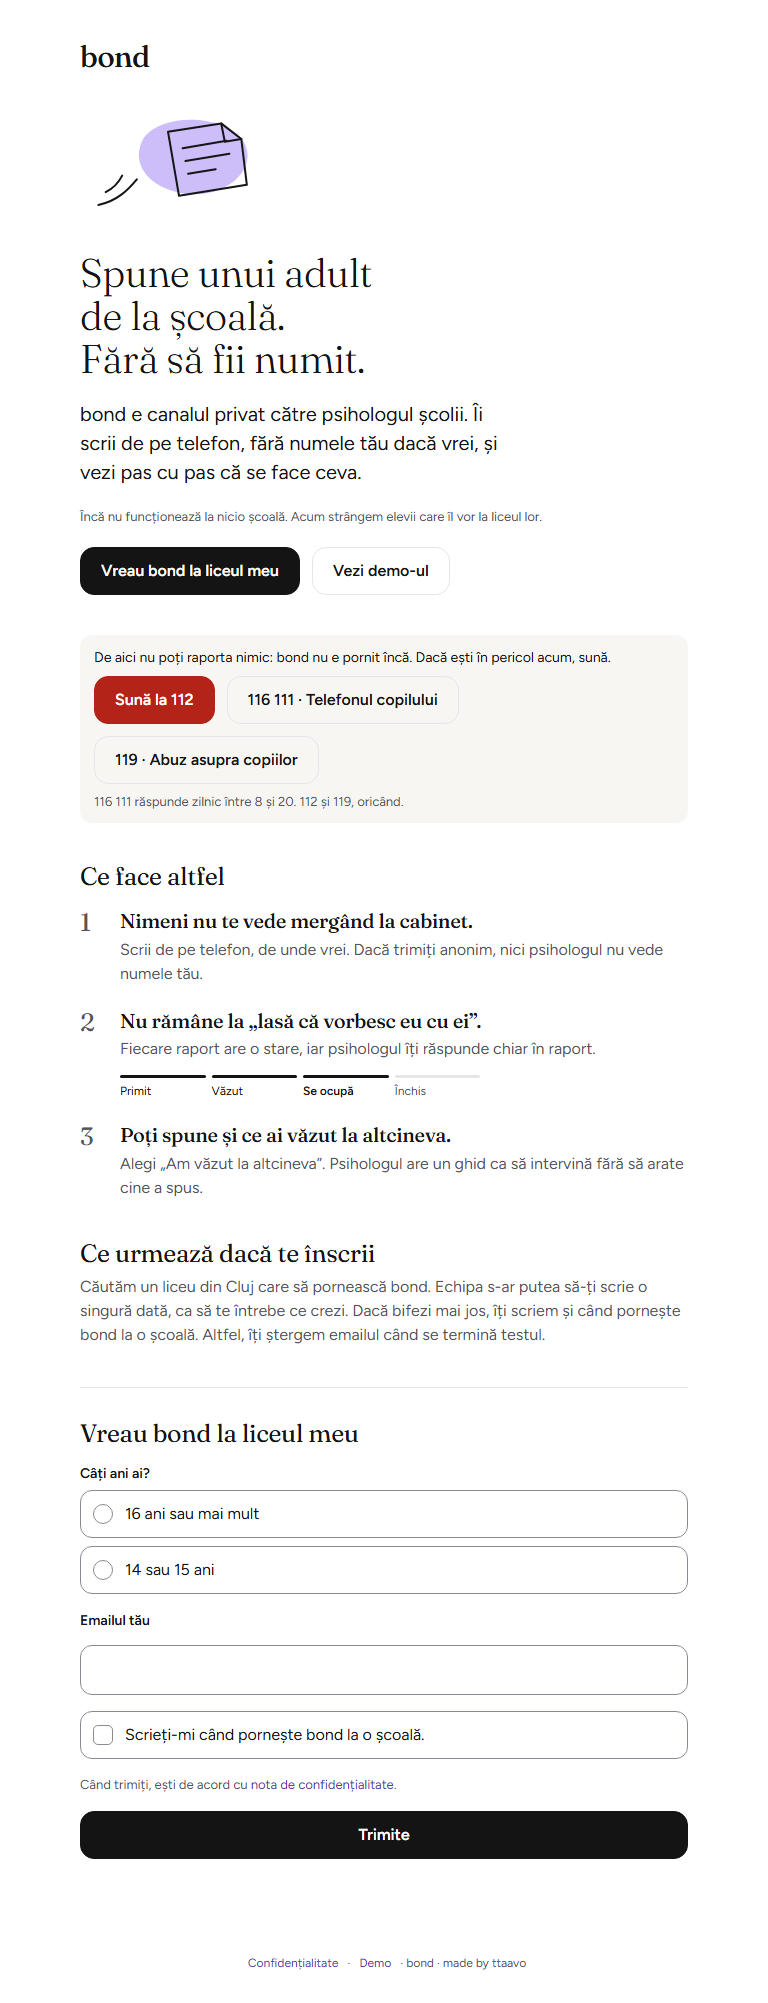 bond
Spune unui adult
de la școală.
Fără să fii numit.
bond e canalul privat către psihologul școlii. Îi
scrii de pe telefon, fără numele tău dacă vrei, și
vezi pas cu pas că se face ceva.
Încă nu funcționează la nicio școală. Acum strângem elevii care îl vor la liceul lor.
Vreau bond la liceul meu
Vezi demo-ul
De aici nu poți raporta nimic: bond nu e pornit încă. Dacă ești în pericol acum, sună.
Sună la 112
116 111 · Telefonul copilului
119 · Abuz asupra copiilor
116 111 răspunde zilnic între 8 și 20. 112 și 119, oricând.
Ce face altfel
1 Nimeni nu te vede mergând la cabinet.
Scrii de pe telefon, de unde vrei. Dacă trimiți anonim, nici psihologul nu vede
numele tău.
2 Nu rămâne la „lasă că vorbesc eu cu ei”.
Fiecare raport are o stare, iar psihologul îți răspunde chiar în raport.
Primit Văzut Se ocupă Închis
3 Poți spune și ce ai văzut la altcineva.
Alegi „Am văzut la altcineva”. Psihologul are un ghid ca să intervină fără să arate
cine a spus.
Ce urmează dacă te înscrii
Căutăm un liceu din Cluj care să pornească bond. Echipa s-ar putea să-ți scrie o
singură dată, ca să te întrebe ce crezi. Dacă bifezi mai jos, îți scriem și când pornește
bond la o școală. Altfel, îți ștergem emailul când se termină testul.
Vreau bond la liceul meu
Câți ani ai?
16 ani sau mai mult
14 sau 15 ani
Emailul tău
Scrieți-mi când pornește bond la o școală.
Când trimiți, ești de acord cu nota de confidențialitate.
Trimite
Confidențialitate · Demo · bond · made by ttaavo